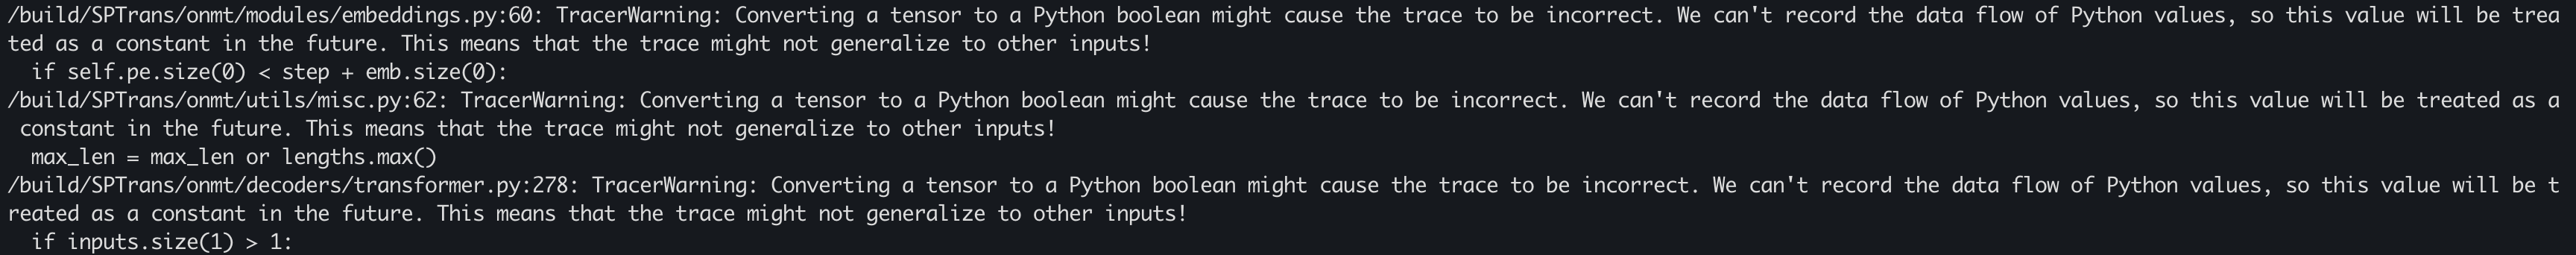 /build/SPTrans/onmt/modules/embeddings.py:60: TracerWarning: Converting a tensor to a Python boolean might cause the trace to be incorrect. We can't record the data flow of Python values, so this value will be trea
ted as a constant in the future. This means that the trace might not generalize to other inputs!
  if self.pe.size(0) < step + emb.size(0):
/build/SPTrans/onmt/utils/misc.py:62: TracerWarning: Converting a tensor to a Python boolean might cause the trace to be incorrect. We can't record the data flow of Python values, so this value will be treated as a
 constant in the future. This means that the trace might not generalize to other inputs!
  max_len = max_len or lengths.max()
/build/SPTrans/onmt/decoders/transformer.py:278: TracerWarning: Converting a tensor to a Python boolean might cause the trace to be incorrect. We can't record the data flow of Python values, so this value will be t
reated as a constant in the future. This means that the trace might not generalize to other inputs!
  if inputs.size(1) > 1: